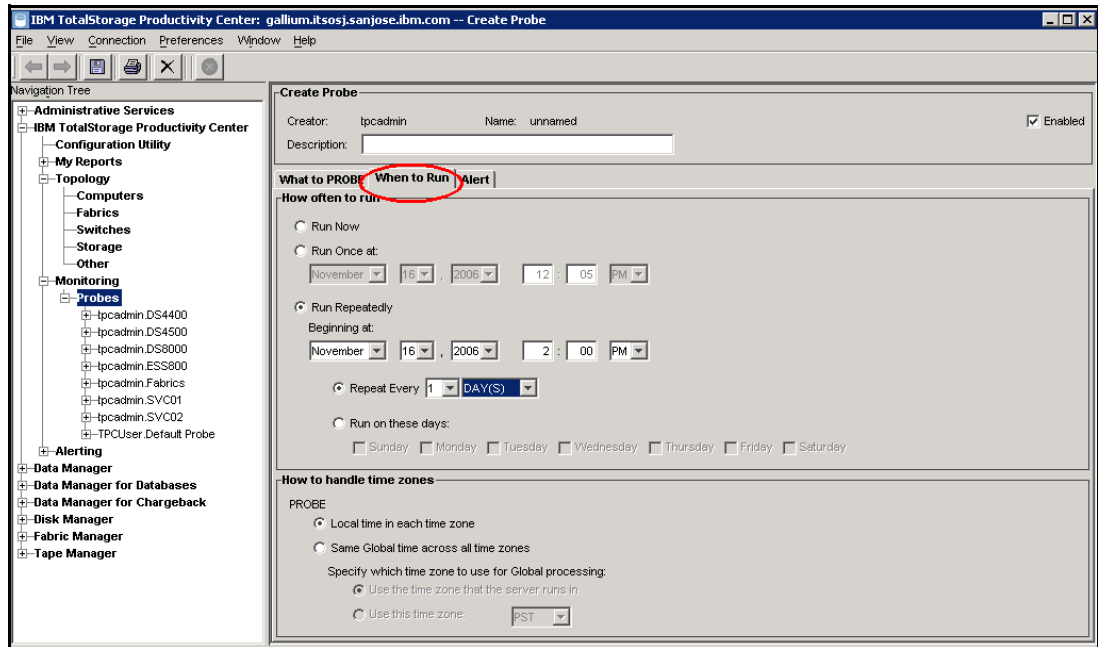 IBM TotalStorage Productivity Center: gallium.itsosj.sanjose.ibm.com -- Create Probe
File View Connection Preferences Window Help
Navigation Tree
Administrative Services
IBM TotalStorage Productivity Center
Configuration Utility
My Reports
Topology
Computers
Fabrics
Switches
Storage
Other
Monitoring
Probes
tpcadmin.DS4400
tpcadmin.DS4500
tpcadmin.DS8000
tpcadmin.ESS800
tpcadmin.Fabrics
tpcadmin.SVC01
tpcadmin.SVC02
TPCUser.Default Probe
Alerting
Data Manager
Data Manager for Databases
Data Manager for Chargeback
Disk Manager
Fabric Manager
Tape Manager
Create Probe
Creator: tpcadmin Name: unnamed Enabled
Description:
What to PROBE When to Run Alert
How often to run
Run Now
Run Once at:
November 16 , 2006 12 : 05 PM
Run Repeatedly
Beginning at:
November 16 , 2006 2 : 00 PM
Repeat Every 1 DAY(S)
Run on these days:
Sunday Monday Tuesday Wednesday Thursday Friday Saturday
How to handle time zones
PROBE
Local time in each time zone
Same Global time across all time zones
Specify which time zone to use for Global processing:
Use the time zone that the server runs in
Use this time zone: PST